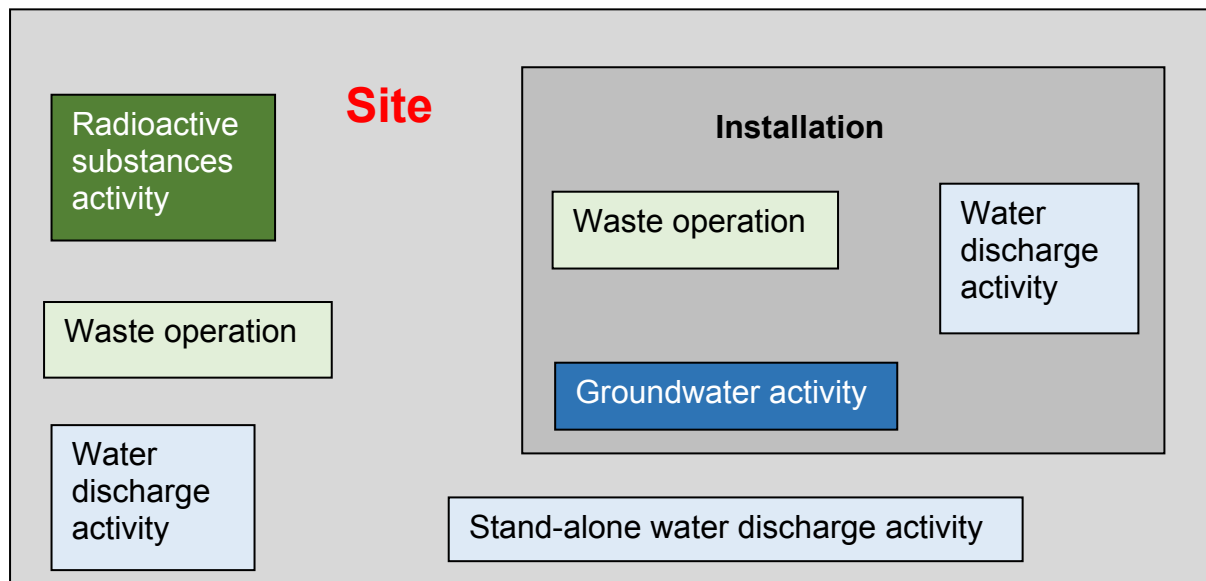 Site
Radioactive
substances
activity
Waste operation
Water
discharge
activity
Installation
Waste operation
Water
discharge
activity
Groundwater activity
Stand-alone water discharge activity